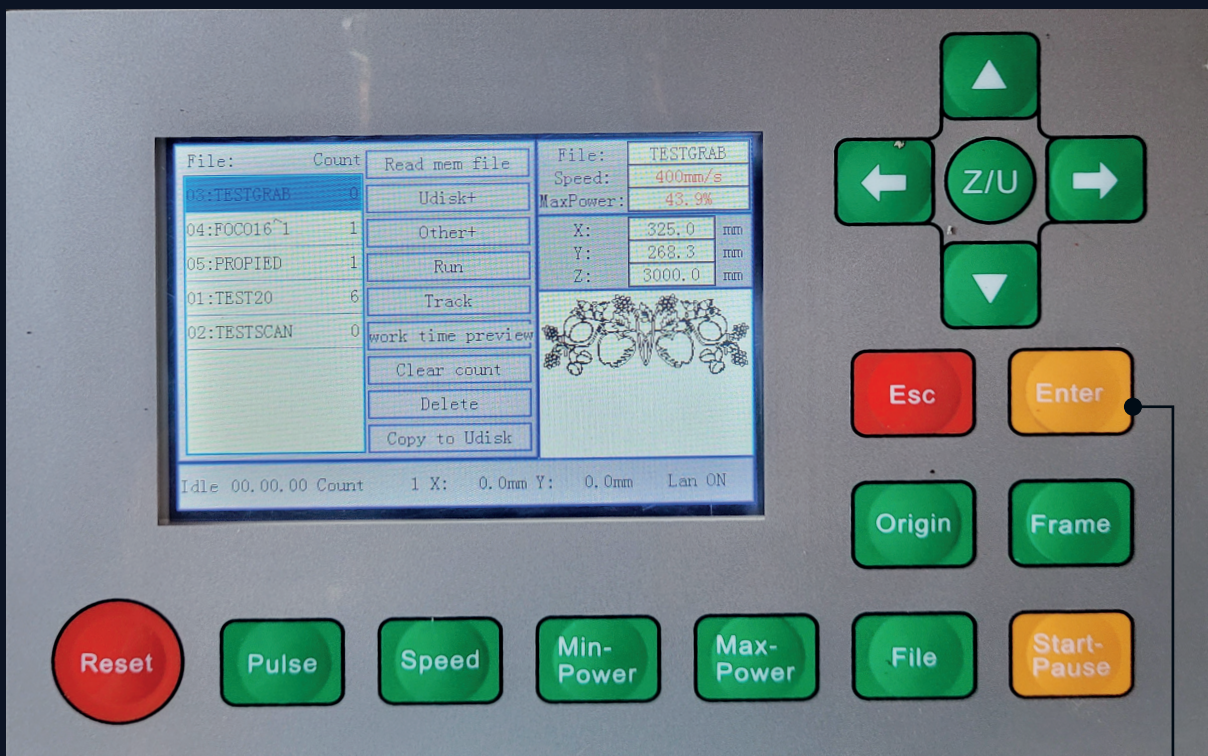 File: Count
03:TESTGRAB 0
04:FOCO16~1 1
05:PROPIED 1
01:TEST20 6
02:TESTSCAN 0
Read mem file
Udisk+
Other+
Run
Track
work time preview
Clear count
Delete
Copy to Udisk
File: TESTGRAB
Speed: 400mm/s
MaxPower: 43.9%
X: 325.0 mm
Y: 268.3 mm
Z: 3000.0 mm
Idle 00.00.00 Count 1 X: 0.0mm Y: 0.0mm Lan ON
Z/U
Esc
Enter
Origin
Frame
Reset
Pulse
Speed
Min-
Power
Max-
Power
File
Start-
Pause